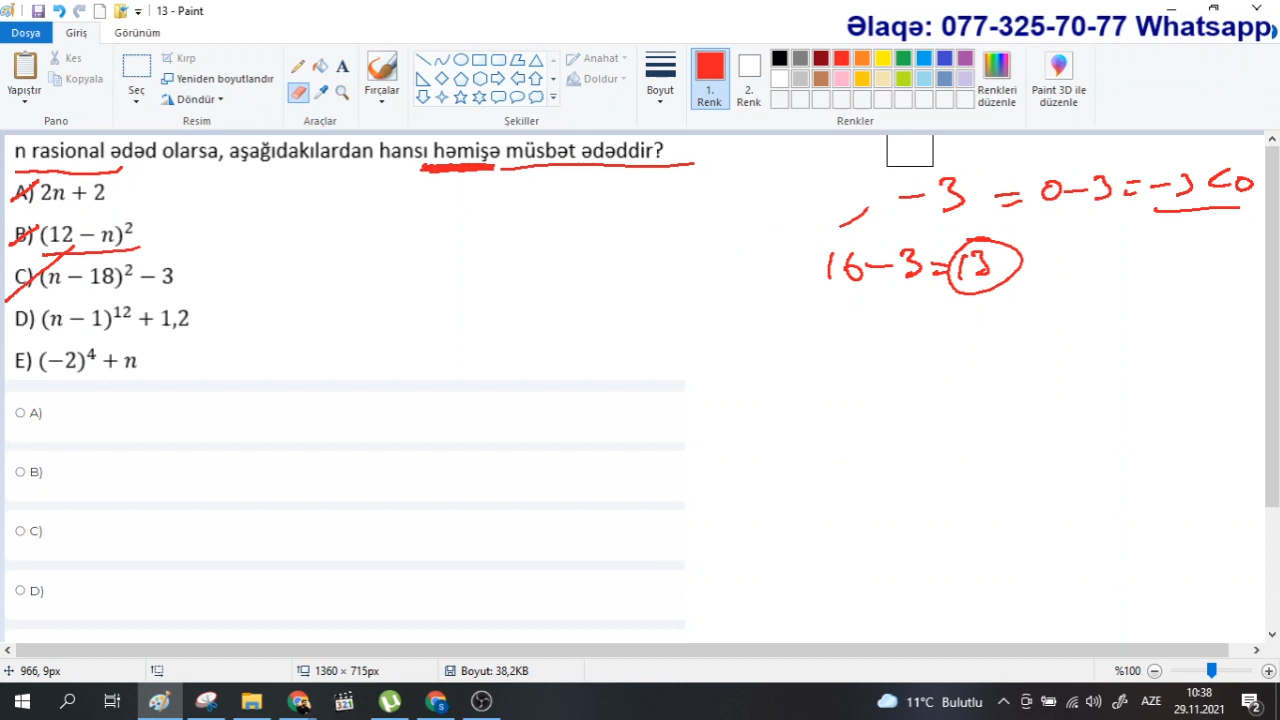 13 - Paint
Əlaqə: 077-325-70-77 Whatsapp
Dosya Giriş Görünüm
Yapıştır
Kes
Kopyala
Pano
Seç
Kırp
Yeniden boyutlandır
Döndür
Resim
A
Araçlar
Fırçalar
Anahat
Doldur
Şekiller
Boyut
1. Renk
2. Renk
Renkleri düzenle
Paint 3D ile düzenle
Renkler
n rasional ədəd olarsa, aşağıdakılardan hansı həmişə müsbət ədəddir?
A) 2n + 2
B) (12 − n)²
C) (n − 18)² − 3
D) (n − 1)¹² + 1,2
E) (−2)⁴ + n
− 3 = 0−3 = −3 <0
16−3=13
A)
B)
C)
D)
966, 9px
1360 × 715px
Boyut: 38,2KB
%100
11°C Bulutlu
AZE
10:38
29.11.2021
2